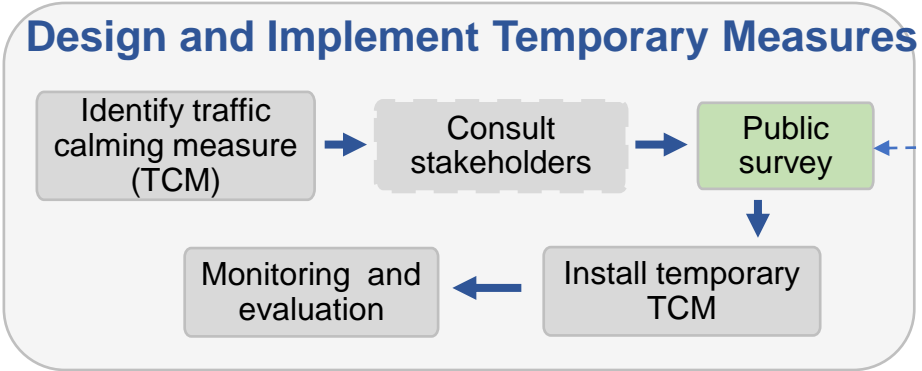 Design and Implement Temporary Measures
Identify traffic
calming measure
(TCM)
Consult
stakeholders
Public
survey
Install temporary
TCM
Monitoring and
evaluation